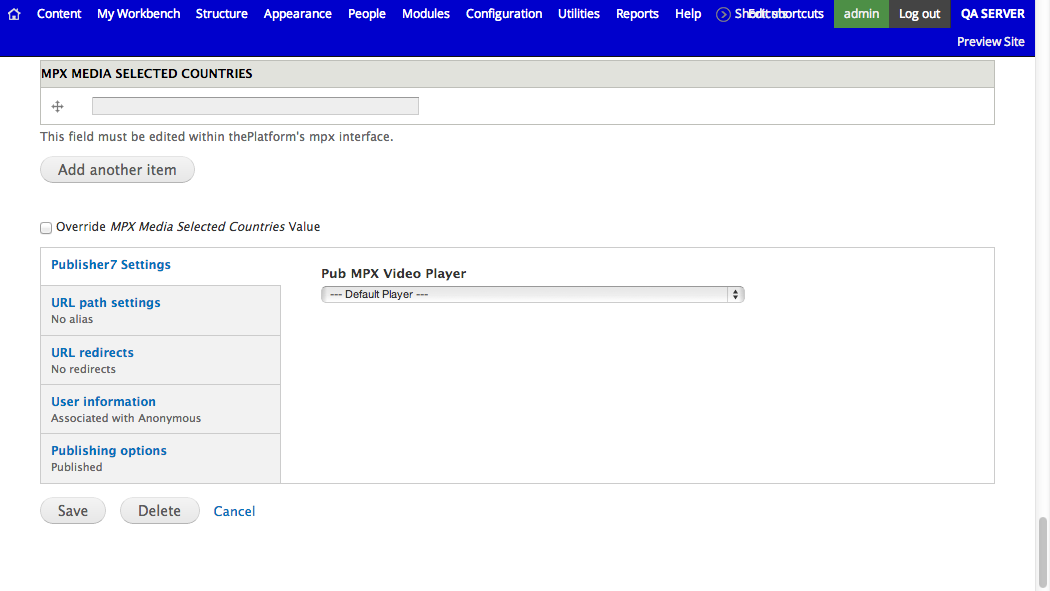 Content My Workbench Structure Appearance People Modules Configuration Utilities Reports Help Edit shortcuts admin Log out QA SERVER
Preview Site
MPX MEDIA SELECTED COUNTRIES
This field must be edited within thePlatform's mpx interface.
Add another item
Override MPX Media Selected Countries Value
Publisher7 Settings
Pub MPX Video Player
--- Default Player ---
URL path settings
No alias
URL redirects
No redirects
User information
Associated with Anonymous
Publishing options
Published
Save Delete Cancel